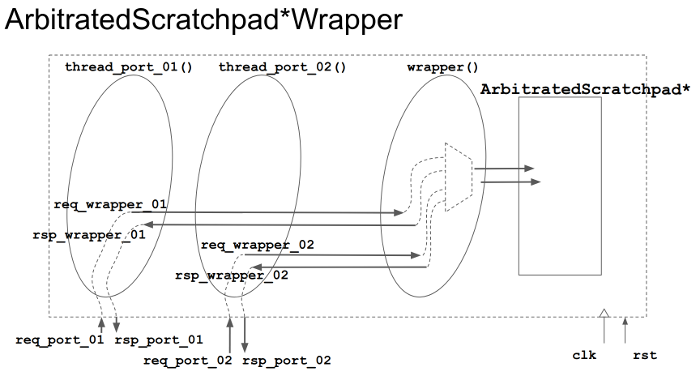 ArbitratedScratchpad*Wrapper
thread_port_01()
thread_port_02()
wrapper()
ArbitratedScratchpad*
req_wrapper_01
rsp_wrapper_01
req_wrapper_02
rsp_wrapper_02
req_port_01
rsp_port_01
req_port_02
rsp_port_02
clk
rst